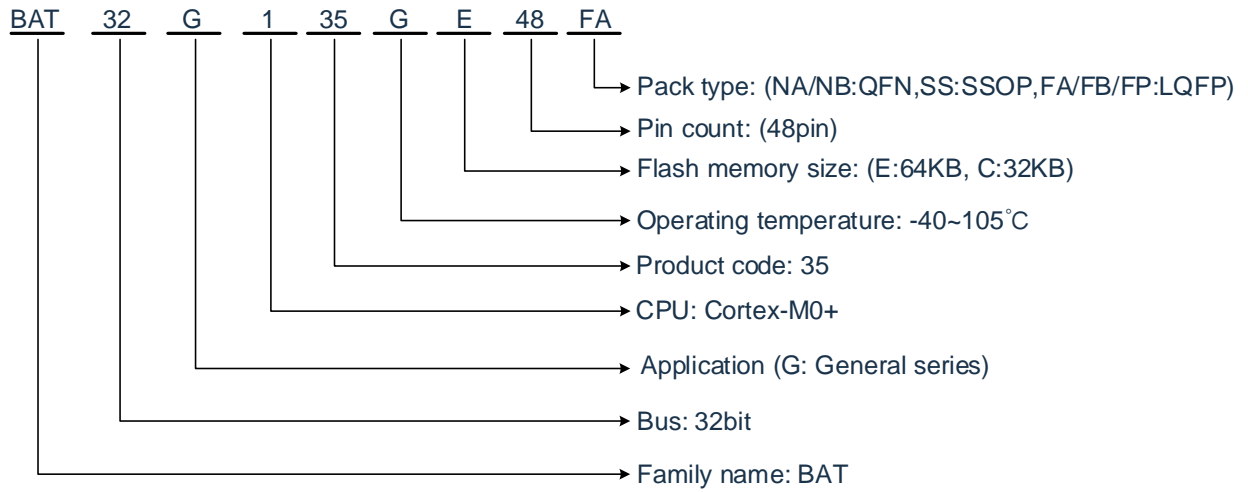 BAT 32 G 1 35 G E 48 FA
Pack type: (NA/NB:QFN,SS:SSOP,FA/FB/FP:LQFP)
Pin count: (48pin)
Flash memory size: (E:64KB, C:32KB)
Operating temperature: -40~105℃
Product code: 35
CPU: Cortex-M0+
Application (G: General series)
Bus: 32bit
Family name: BAT